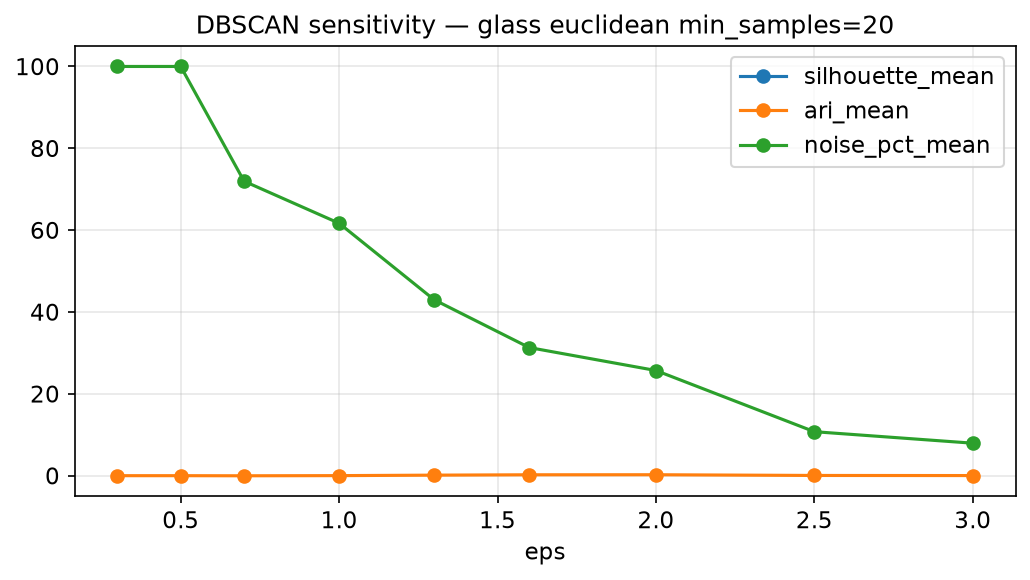 DBSCAN sensitivity — glass euclidean min_samples=20
silhouette_mean
ari_mean
noise_pct_mean
100
80
60
40
20
0
0.5 1.0 1.5 2.0 2.5 3.0
eps